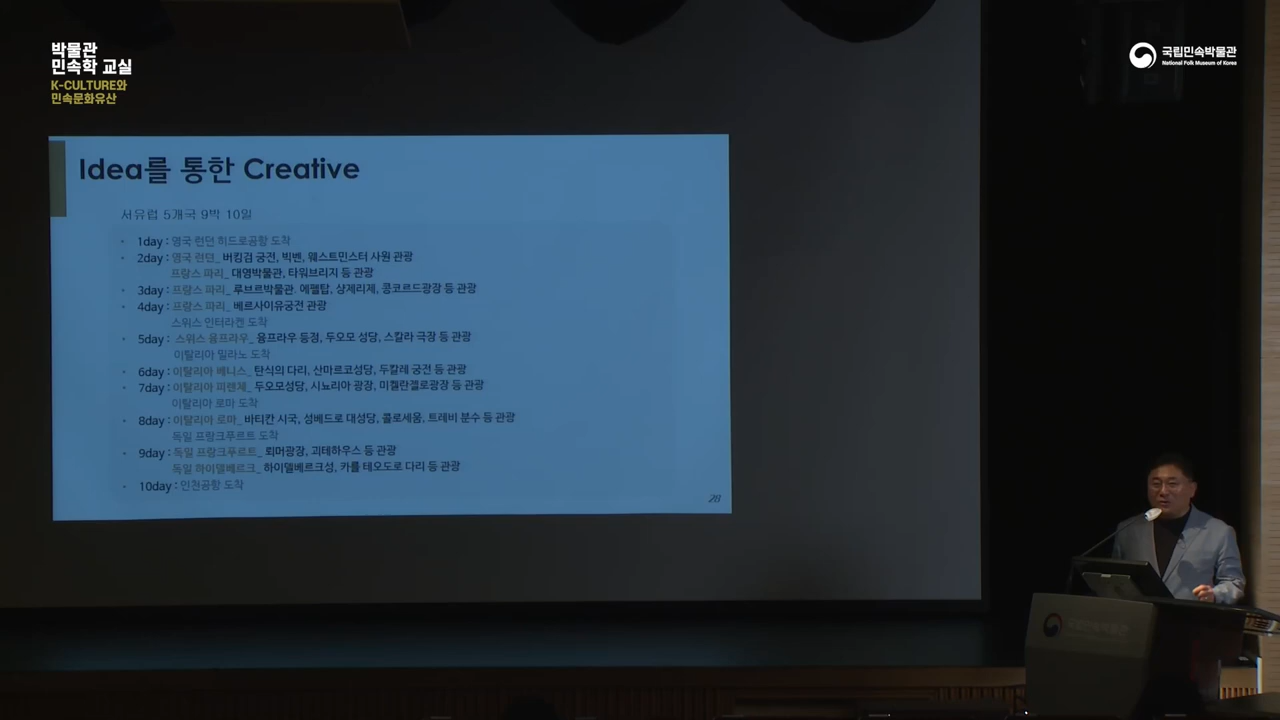 박물관
민속학 교실
K-CULTURE와
민속문화유산
국립민속박물관
National Folk Museum of Korea
Idea를 통한 Creative
서유럽 5개국 9박 10일
• 1day : 영국 런던 히드로공항 도착
• 2day : 영국 런던_ 버킹검 궁전, 빅벤, 웨스트민스터 사원 관광
프랑스 파리_ 대영박물관, 타워브리지 등 관광
• 3day : 프랑스 파리_ 루브르박물관. 에펠탑, 샹제리제, 콩코르드광장 등 관광
• 4day : 프랑스 파리_ 베르사이유궁전 관광
스위스 인터라켄 도착
• 5day : 스위스 융프라우_ 융프라우 등정, 두오모 성당, 스칼라 극장 등 관광
이탈리아 밀라노 도착
• 6day : 이탈리아 베니스_ 탄식의 다리, 산마르코성당, 두칼레 궁전 등 관광
• 7day : 이탈리아 피렌체_ 두오모성당, 시뇨리아 광장, 미켈란젤로광장 등 관광
이탈리아 로마 도착
• 8day : 이탈리아 로마_ 바티칸 시국, 성베드로 대성당, 콜로세움, 트레비 분수 등 관광
독일 프랑크푸르트 도착
• 9day : 독일 프랑크푸르트_ 뢰머광장, 괴테하우스 등 관광
독일 하이델베르크_ 하이델베르크성, 카를 테오도로 다리 등 관광
• 10day : 인천공항 도착
28
국립민속박물관